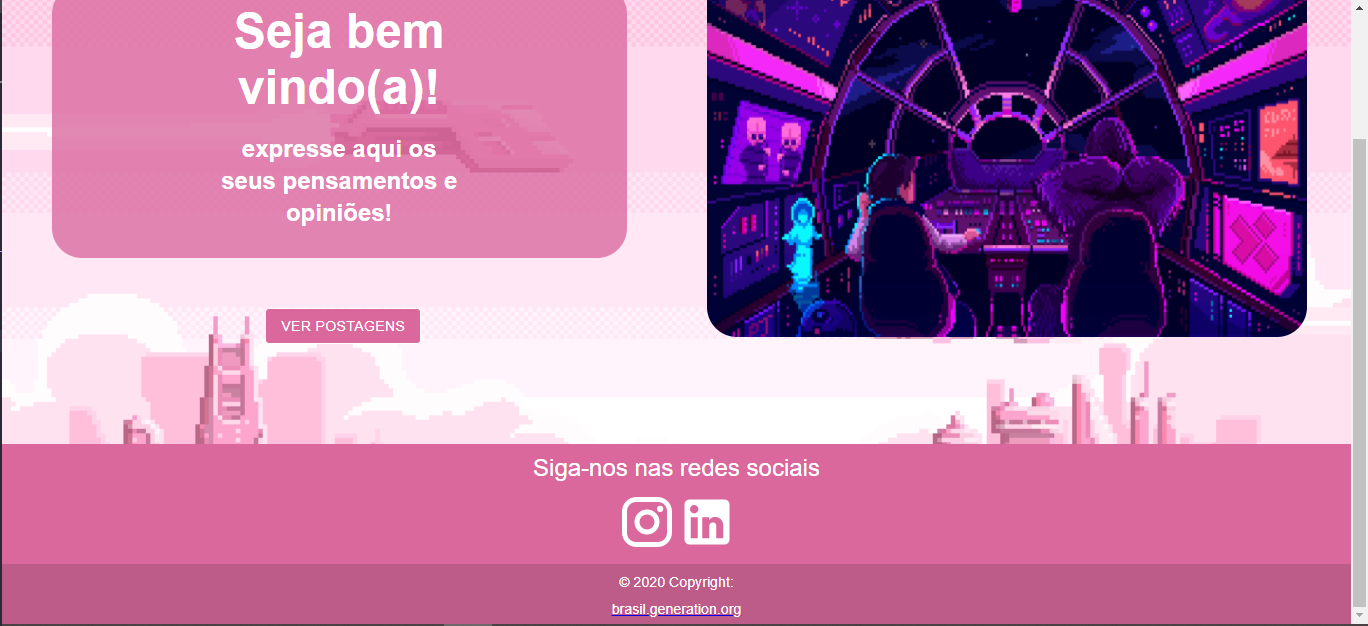 Seja bem
vindo(a)!
expresse aqui os
seus pensamentos e
opiniões!
VER POSTAGENS
Siga-nos nas redes sociais
in
© 2020 Copyright:
brasil.generation.org